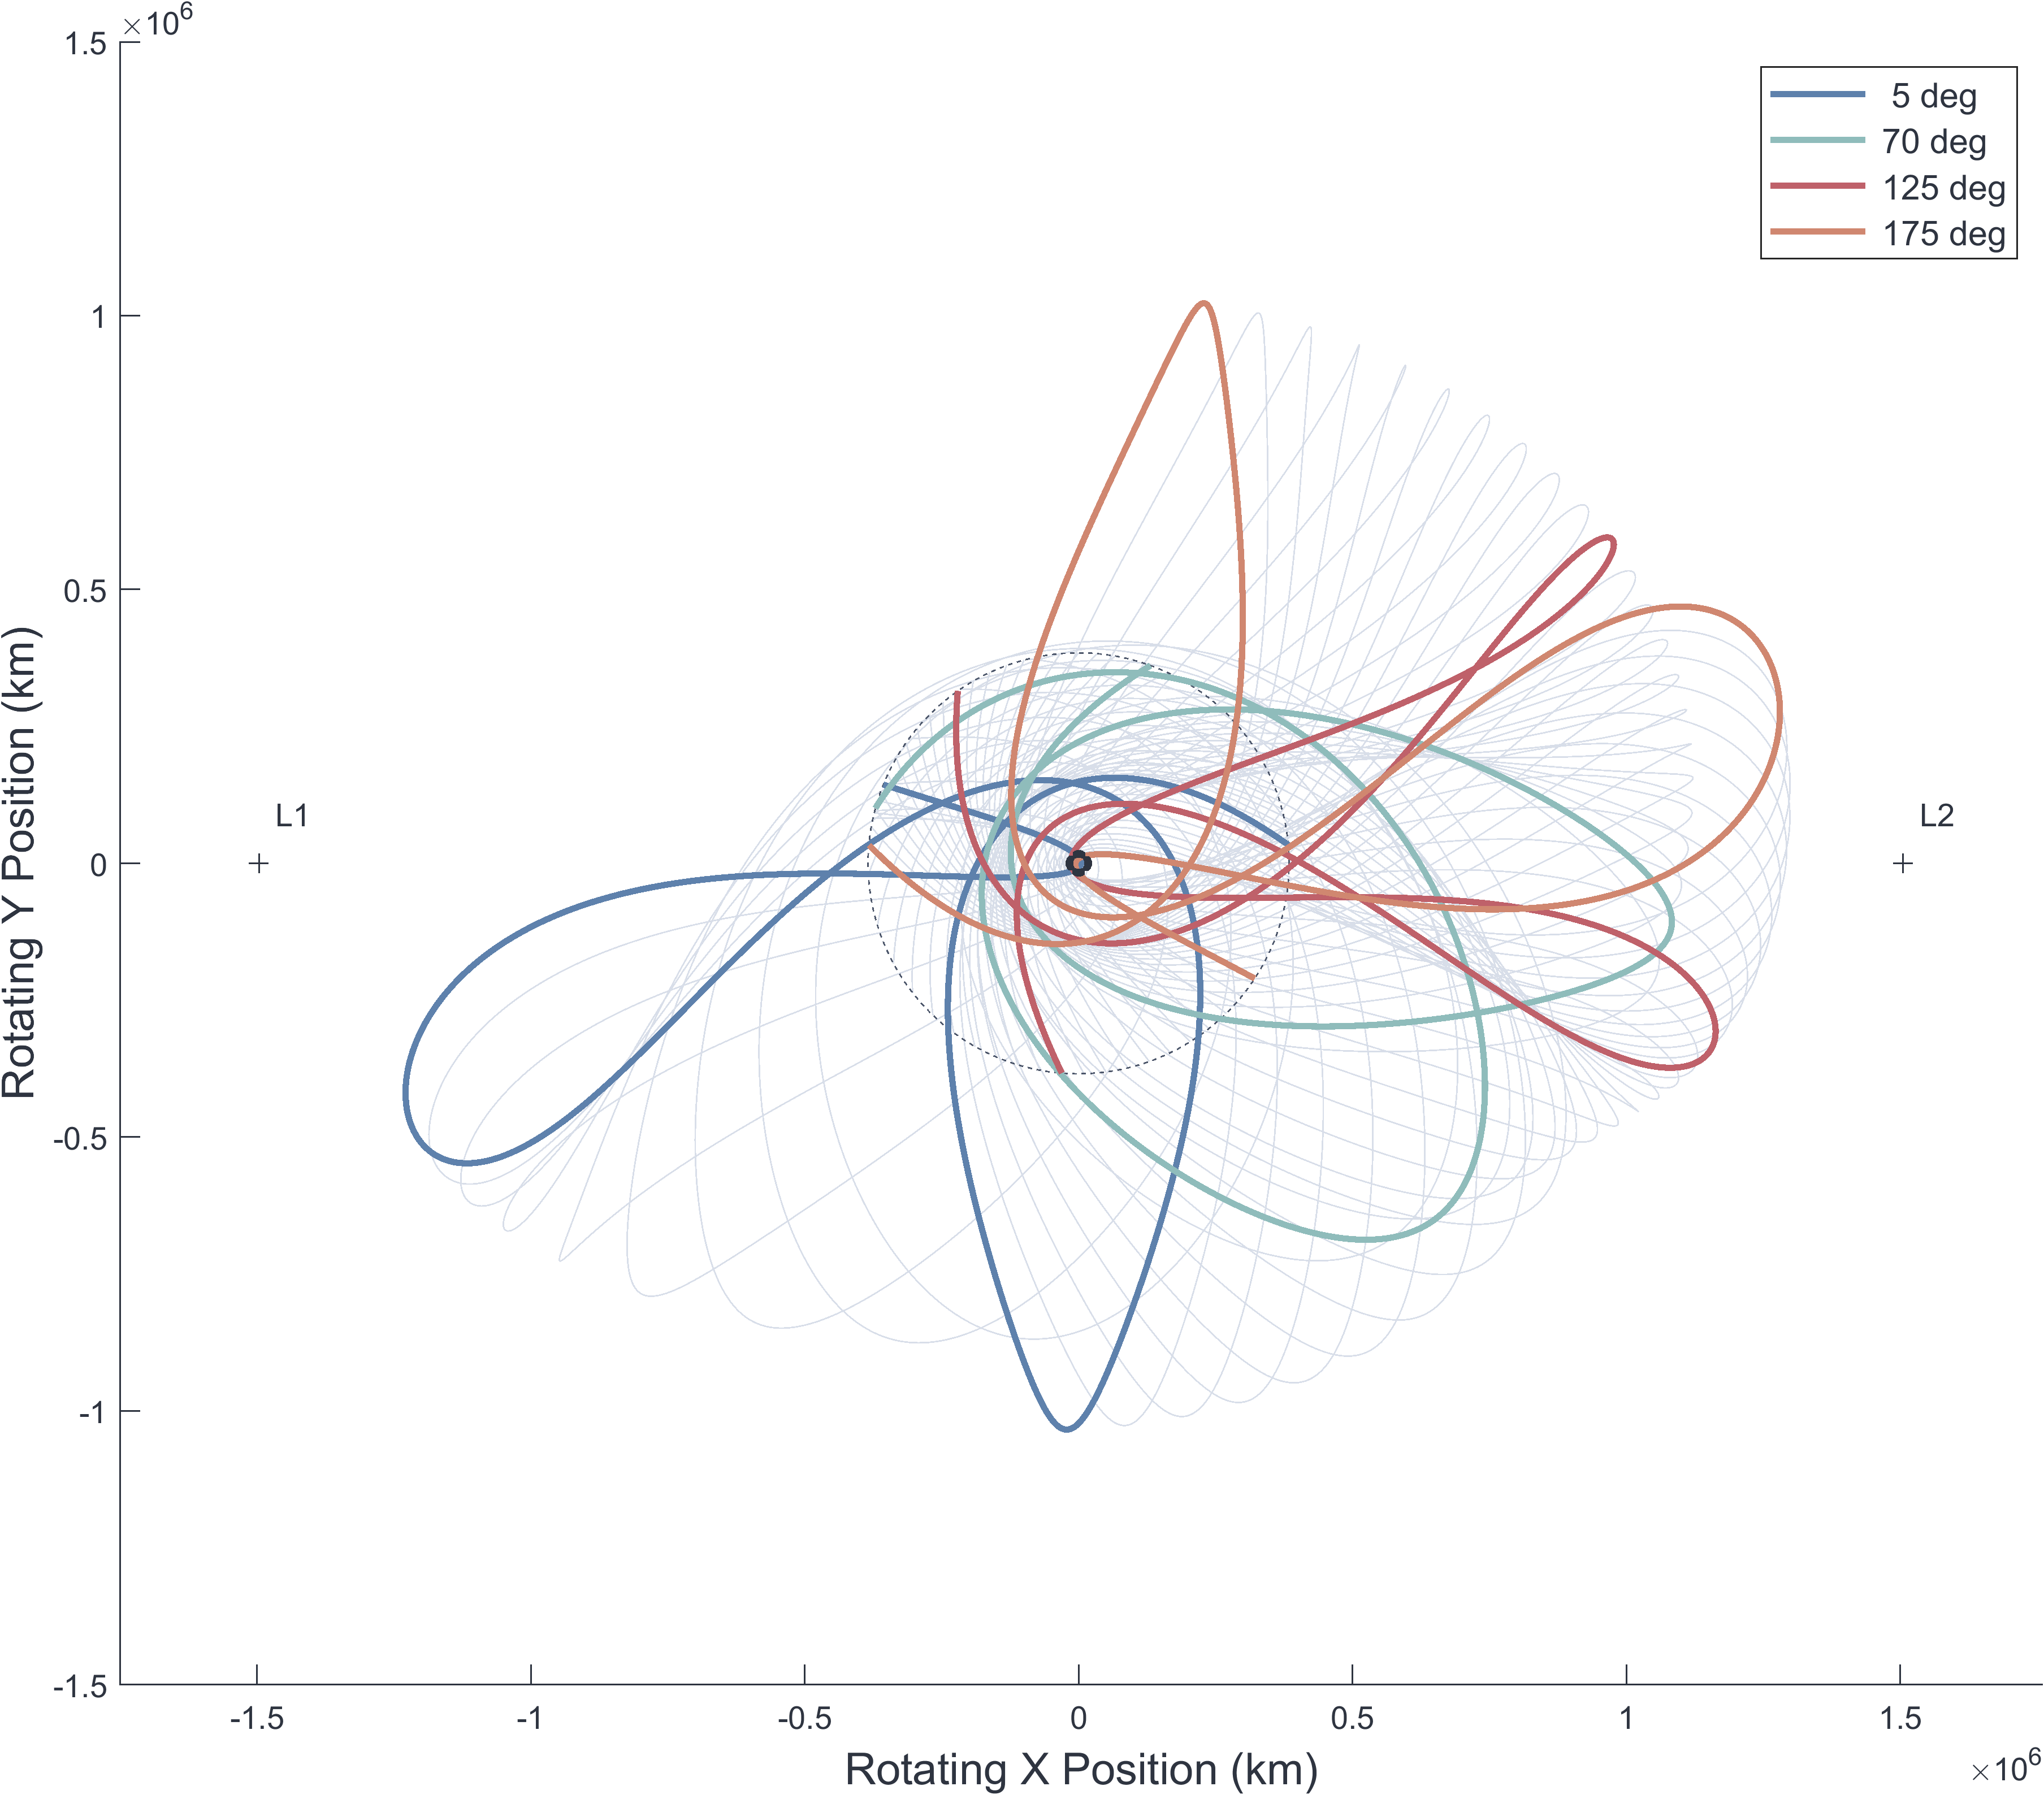 ×10⁶
1.5
1
0.5
0
-0.5
-1
-1.5
Rotating Y Position (km)
5 deg
70 deg
125 deg
175 deg
L1
L2
-1.5
-1
-0.5
0
0.5
1
1.5
Rotating X Position (km)
×10⁶